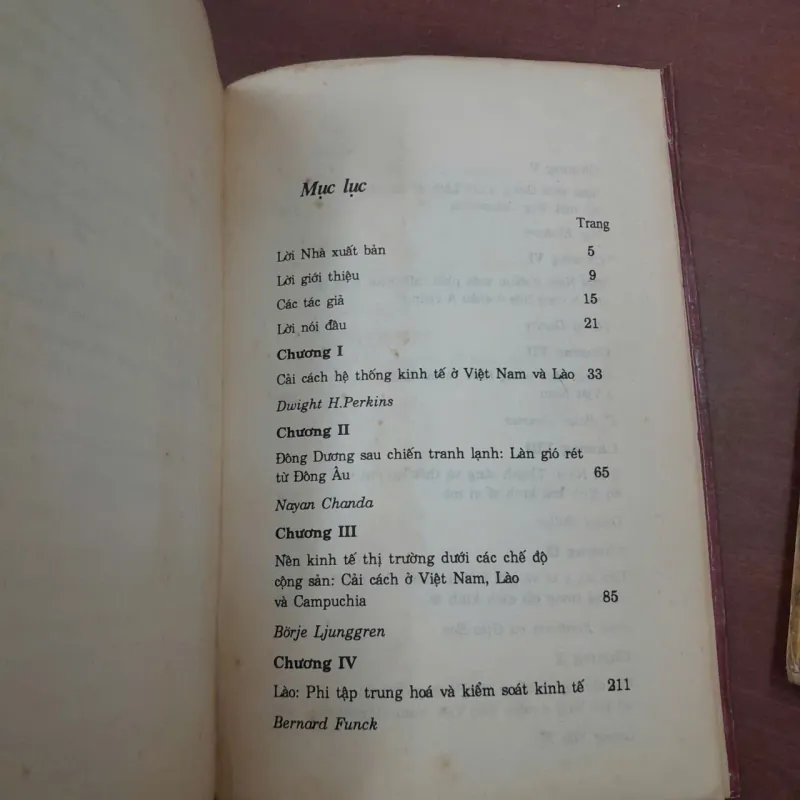 Mục lục
Trang
Lời Nhà xuất bản 5
Lời giới thiệu 9
Các tác giả 15
Lời nói đầu 21
Chương I
Cải cách hệ thống kinh tế ở Việt Nam và Lào 33
Dwight H.Perkins
Chương II
Đông Dương sau chiến tranh lạnh: Làn gió rét
từ Đông Âu 65
Nayan Chanda
Chương III
Nền kinh tế thị trường dưới các chế độ
cộng sản: Cải cách ở Việt Nam, Lào
và Campuchia 85
Börje Ljunggren
Chương IV
Lào: Phi tập trung hoá và kiểm soát kinh tế 211
Bernard Funck